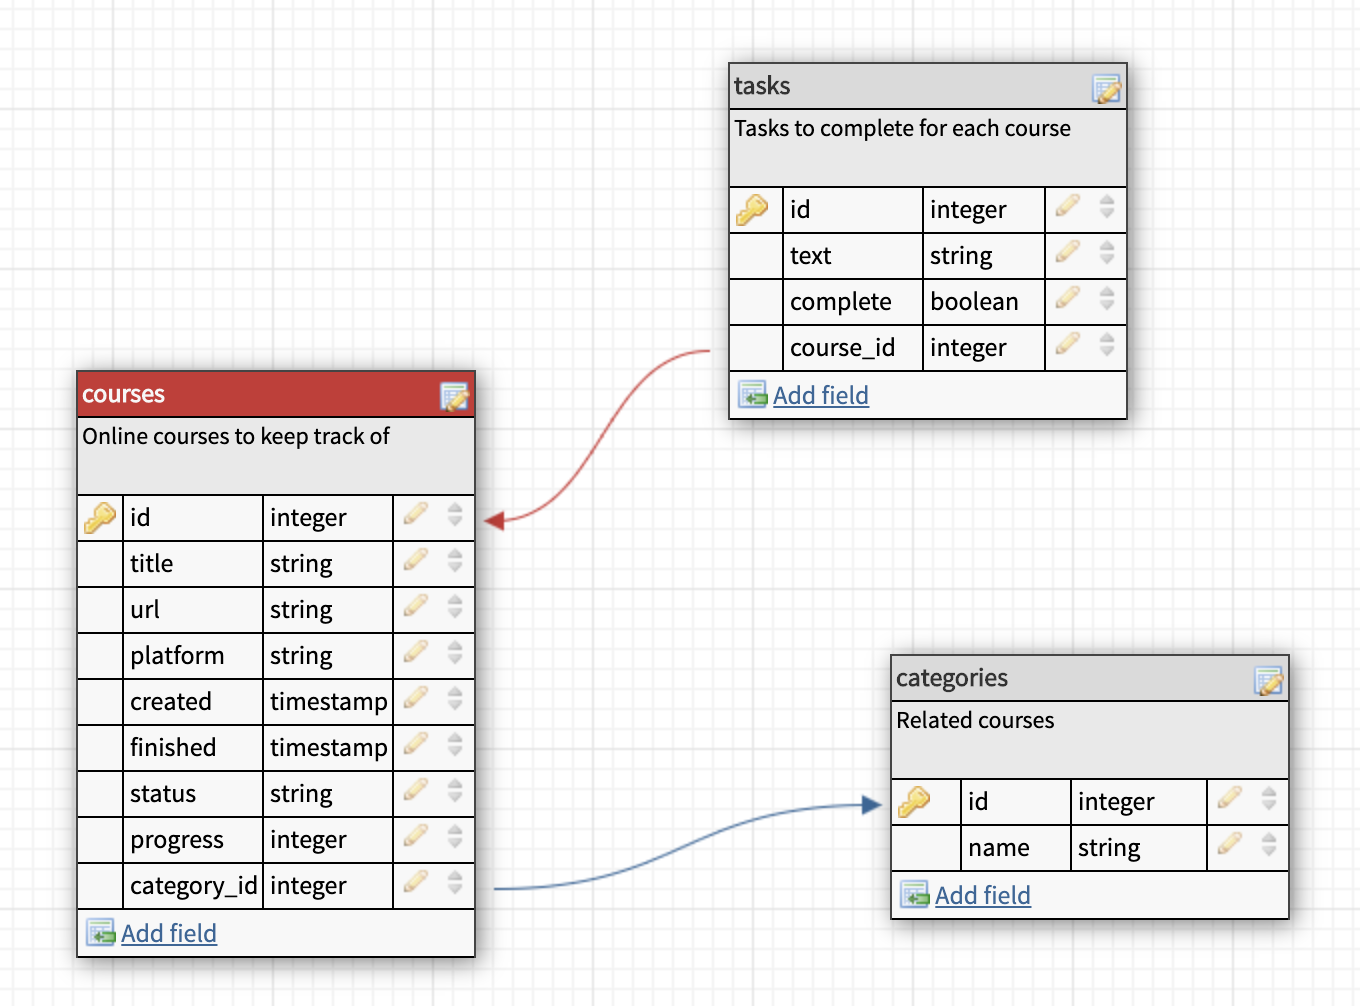 tasks
Tasks to complete for each course
id integer
text string
complete boolean
course_id integer
Add field
courses
Online courses to keep track of
id integer
title string
url string
platform string
created timestamp
finished timestamp
status string
progress integer
category_id integer
Add field
categories
Related courses
id integer
name string
Add field